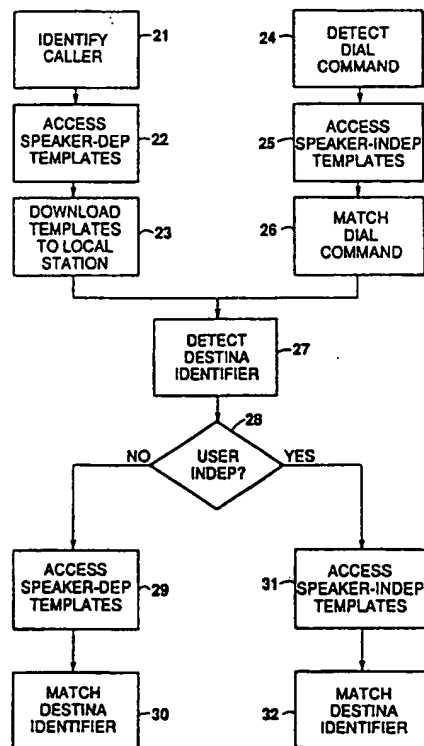 IDENTIFY
CALLER
21
ACCESS
SPEAKER-DEP
TEMPLATES
22
DOWNLOAD
TEMPLATES
TO LOCAL
STATION
23
24
DETECT
DIAL
COMMAND
25
ACCESS
SPEAKER-INDEP
TEMPLATES
26
MATCH
DIAL
COMMAND
DETECT
DESTINA
IDENTIFIER
27
28
USER
INDEP?
NO
YES
ACCESS
SPEAKER-DEP
TEMPLATES
29
MATCH
DESTINA
IDENTIFIER
30
31
ACCESS
SPEAKER-INDEP
TEMPLATES
32
MATCH
DESTINA
IDENTIFIER